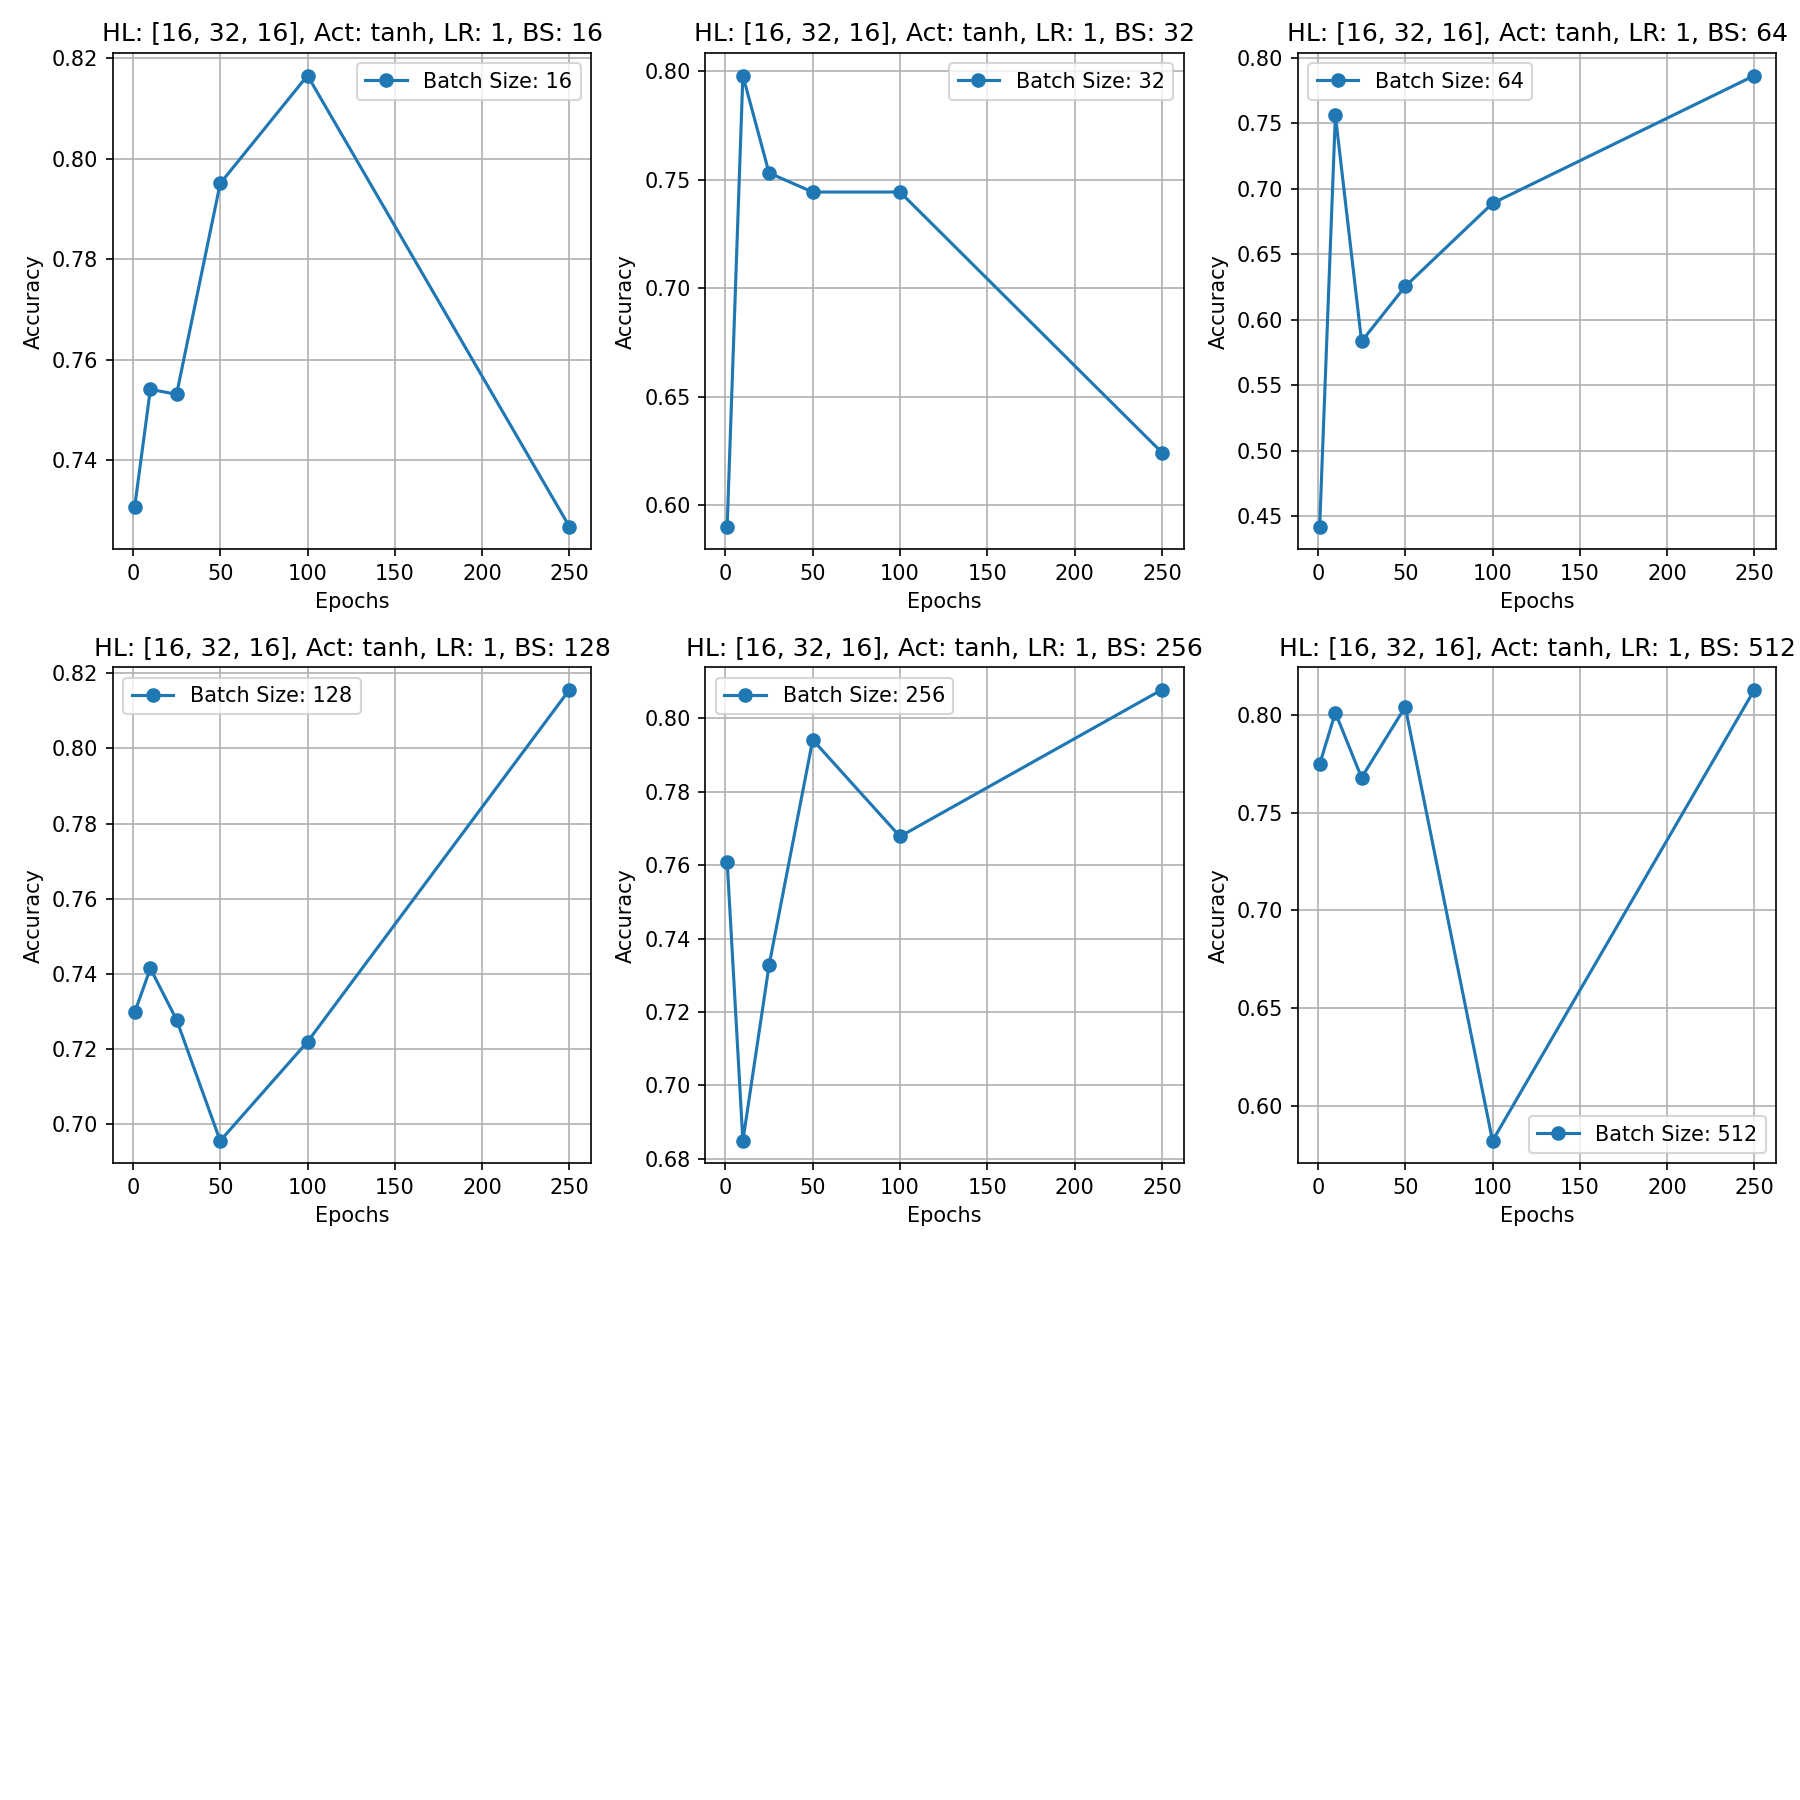 HL: [16, 32, 16], Act: tanh, LR: 1, BS: 16
Batch Size: 16
0.82
0.80
0.78
0.76
0.74
Accuracy
0 50 100 150 200 250
Epochs
HL: [16, 32, 16], Act: tanh, LR: 1, BS: 32
Batch Size: 32
0.80
0.75
0.70
0.65
0.60
Accuracy
0 50 100 150 200 250
Epochs
HL: [16, 32, 16], Act: tanh, LR: 1, BS: 64
Batch Size: 64
0.80
0.75
0.70
0.65
0.60
0.55
0.50
0.45
Accuracy
0 50 100 150 200 250
Epochs
HL: [16, 32, 16], Act: tanh, LR: 1, BS: 128
Batch Size: 128
0.82
0.80
0.78
0.76
0.74
0.72
0.70
Accuracy
0 50 100 150 200 250
Epochs
HL: [16, 32, 16], Act: tanh, LR: 1, BS: 256
Batch Size: 256
0.80
0.78
0.76
0.74
0.72
0.70
0.68
Accuracy
0 50 100 150 200 250
Epochs
HL: [16, 32, 16], Act: tanh, LR: 1, BS: 512
0.80
0.75
0.70
0.65
0.60
Accuracy
Batch Size: 512
0 50 100 150 200 250
Epochs